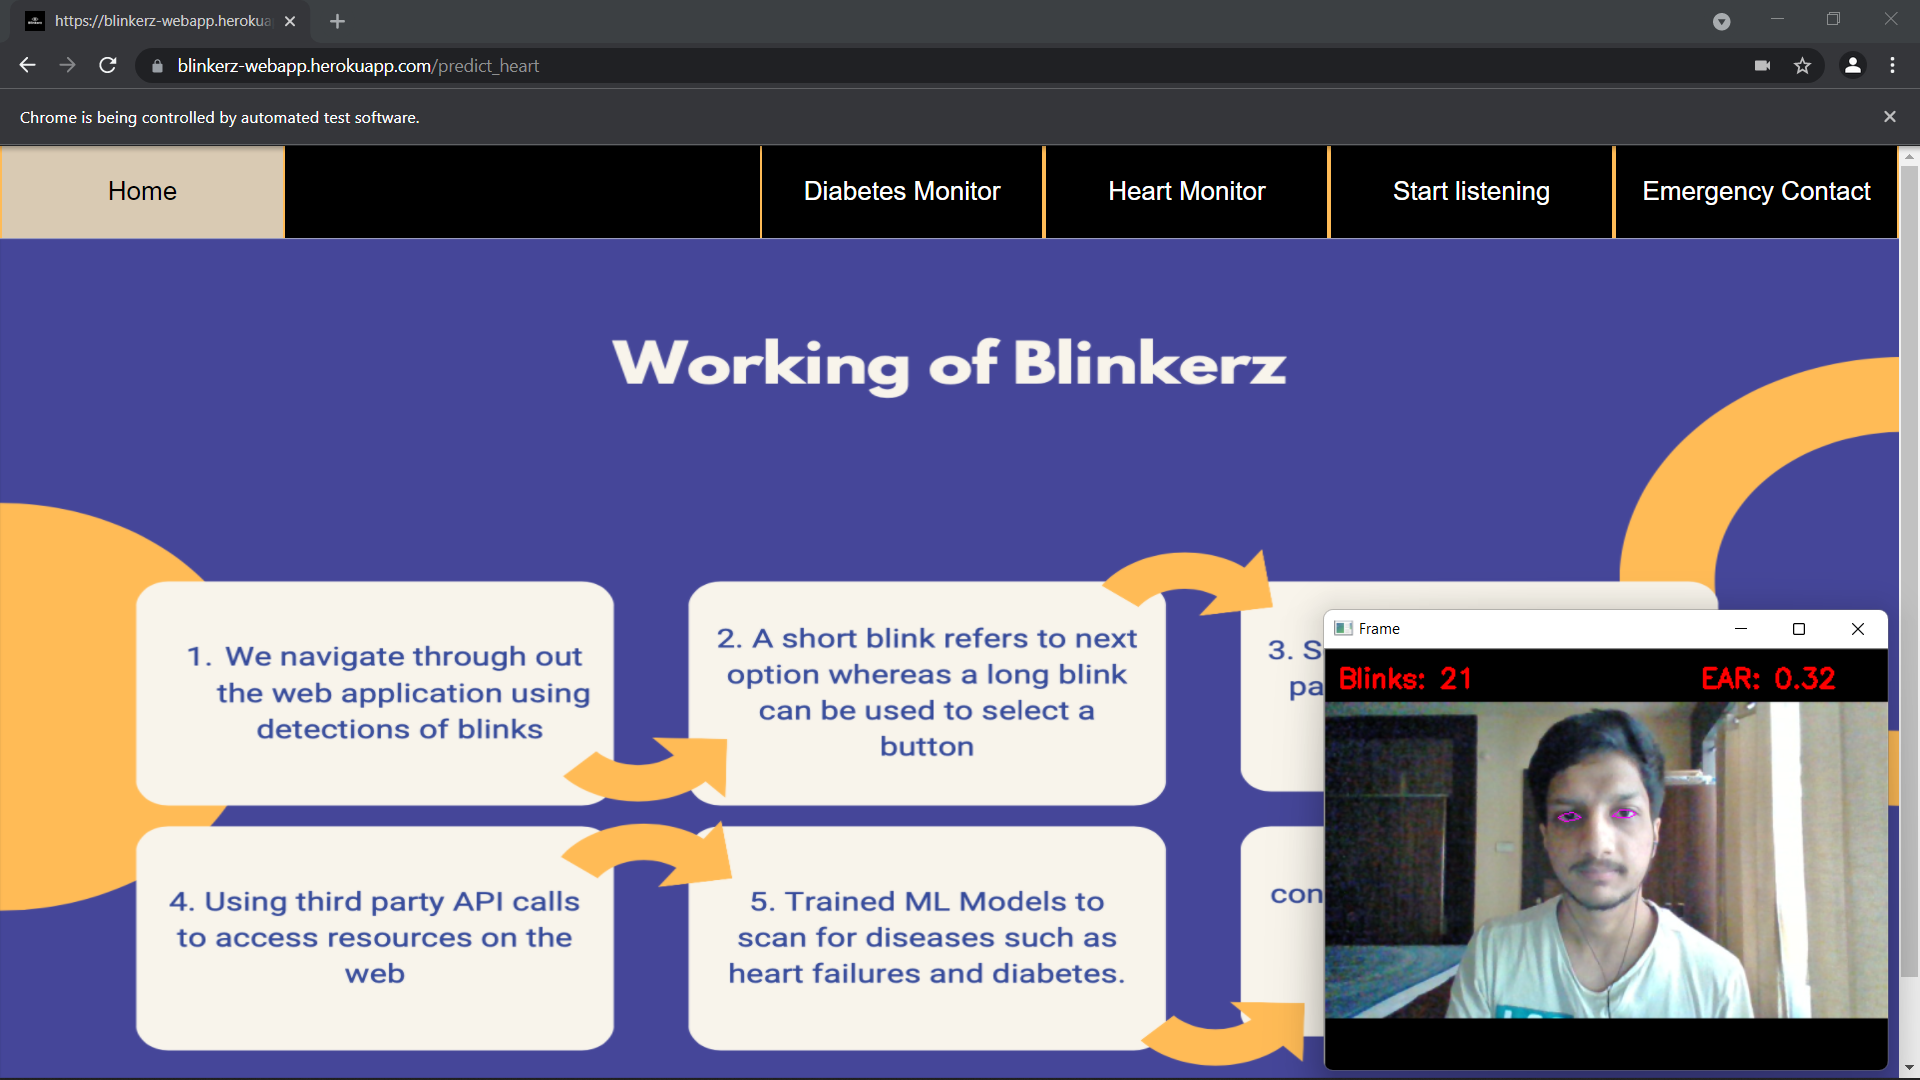 https://blinkerz-webapp.heroku
blinkerz-webapp.herokuapp.com/predict_heart
Chrome is being controlled by automated test software.
Home
Diabetes Monitor
Heart Monitor
Start listening
Emergency Contact
Working of Blinkerz
1. We navigate through out
the web application using
detections of blinks
2. A short blink refers to next
option whereas a long blink
can be used to select a
button
3. S
pa
4. Using third party API calls
to access resources on the
web
5. Trained ML Models to
scan for diseases such as
heart failures and diabetes.
con
Frame
Blinks: 21
EAR: 0.32